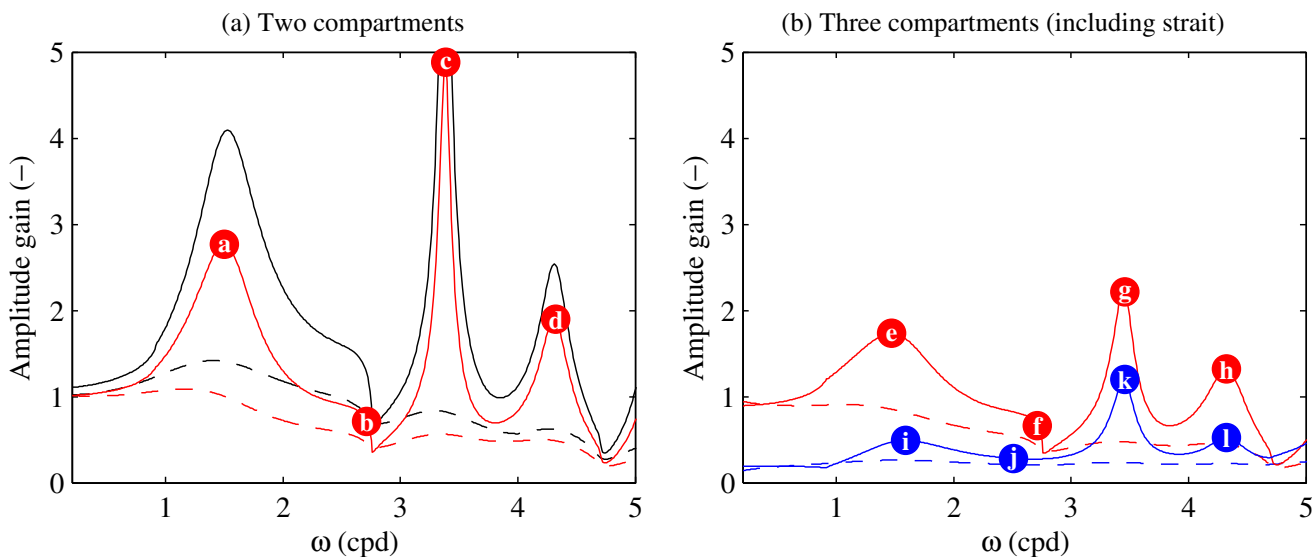 (a) Two compartments
Amplitude gain (−)
5
4
3
2
1
0
a
b
c
d
1 2 3 4 5
ω (cpd)
(b) Three compartments (including strait)
Amplitude gain (−)
5
4
3
2
1
0
e
f
g
h
i
j
k
l
1 2 3 4 5
ω (cpd)